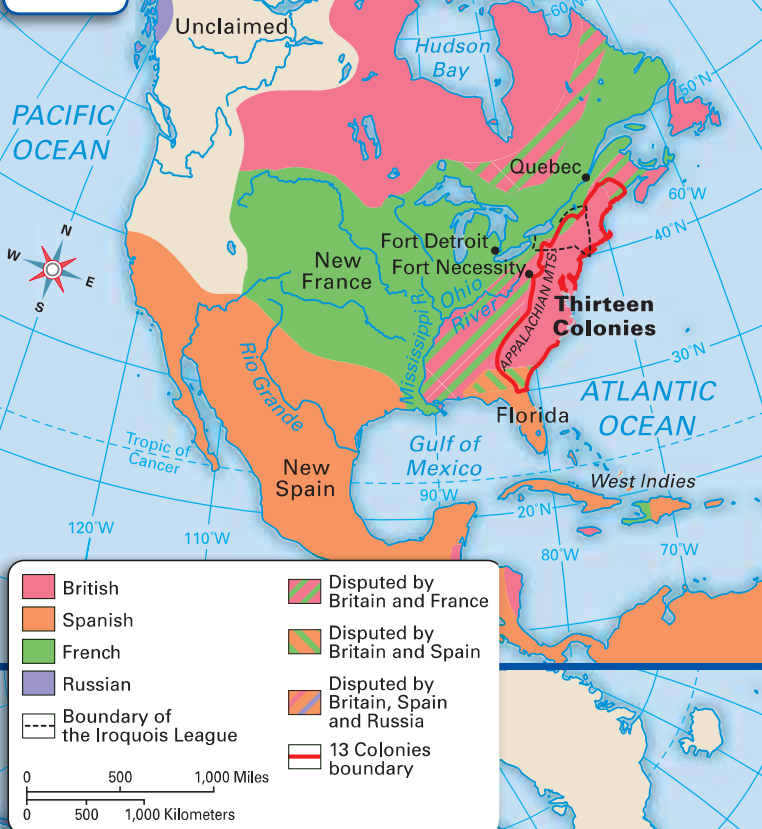 Unclaimed
60°N
Hudson
Bay
PACIFIC
OCEAN
50°N
Quebec
60°W
40°N
N
W
E
S
Fort Detroit
New
France
Fort Necessity
Ohio
River
APPALACHIAN MTS.
Thirteen
Colonies
Mississippi R.
30°N
Rio Grande
ATLANTIC
OCEAN
Florida
Tropic of
Cancer
Gulf of
Mexico
New
Spain
West Indies
90°W
20°N
120°W
110°W
80°W
70°W
British
Spanish
French
Russian
Boundary of
the Iroquois League
0 500 1,000 Miles
0 500 1,000 Kilometers
Disputed by
Britain and France
Disputed by
Britain and Spain
Disputed by
Britain, Spain
and Russia
13 Colonies
boundary